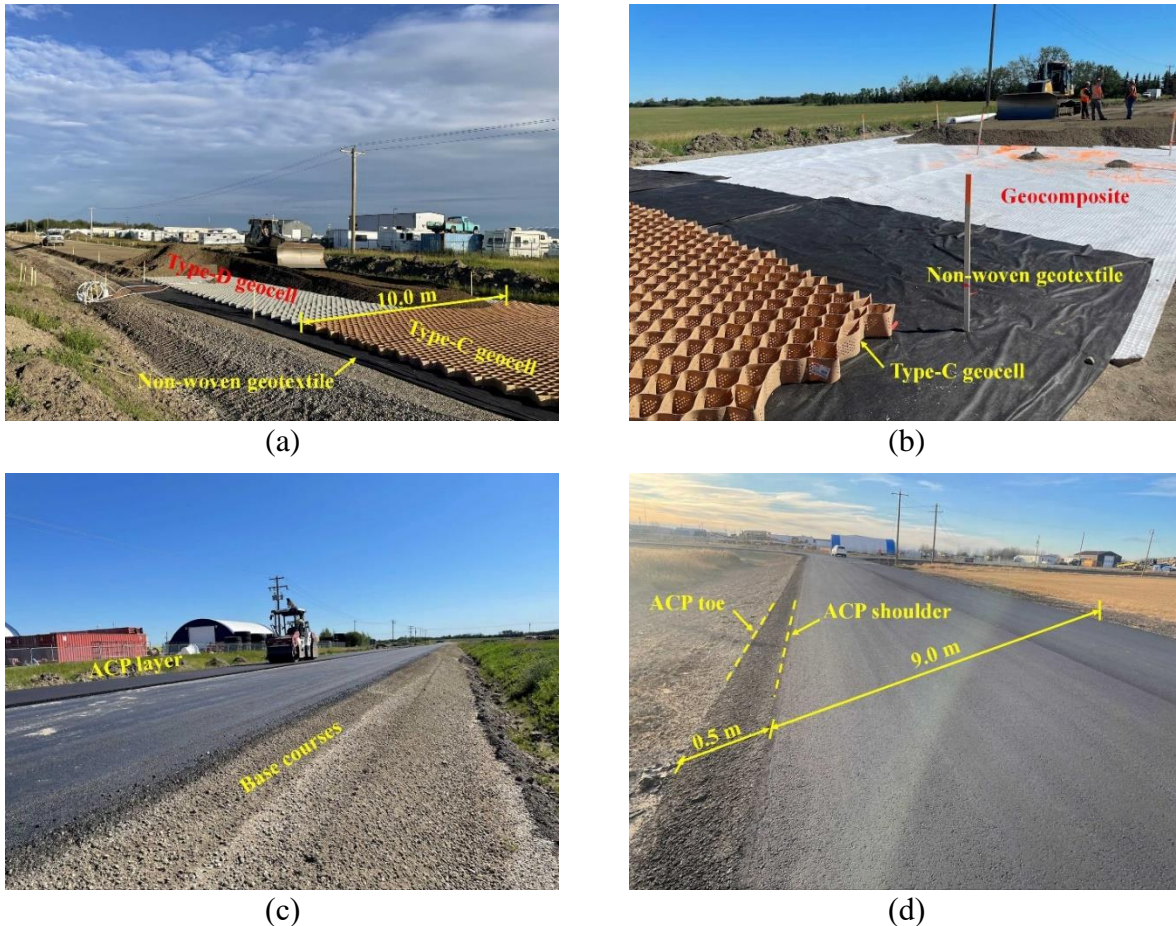 Type-D geocell
10.0 m
Type-C geocell
Non-woven geotextile
(a)
Geocomposite
Non-woven geotextile
Type-C geocell
(b)
ACP layer
Base courses
(c)
ACP toe
ACP shoulder
9.0 m
0.5 m
(d)